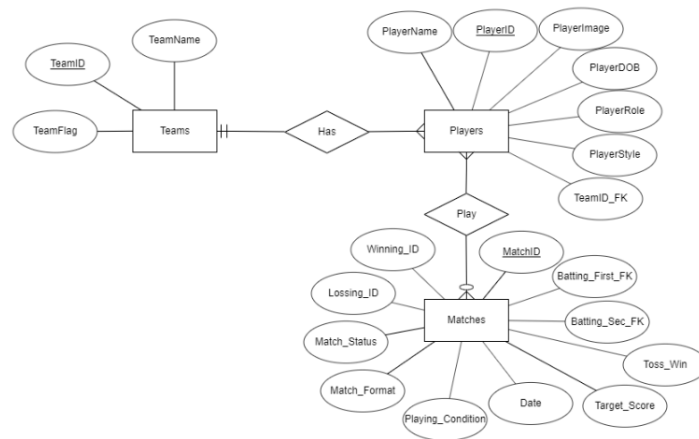 TeamName
TeamID
TeamFlag
Teams
Has
PlayerName
PlayerID
PlayerImage
PlayerDOB
PlayerRole
PlayerStyle
TeamID_FK
Players
Play
Winning_ID
MatchID
Lossing_ID
Batting_First_FK
Matches
Batting_Sec_FK
Match_Status
Toss_Win
Match_Format
Playing_Condition
Date
Target_Score